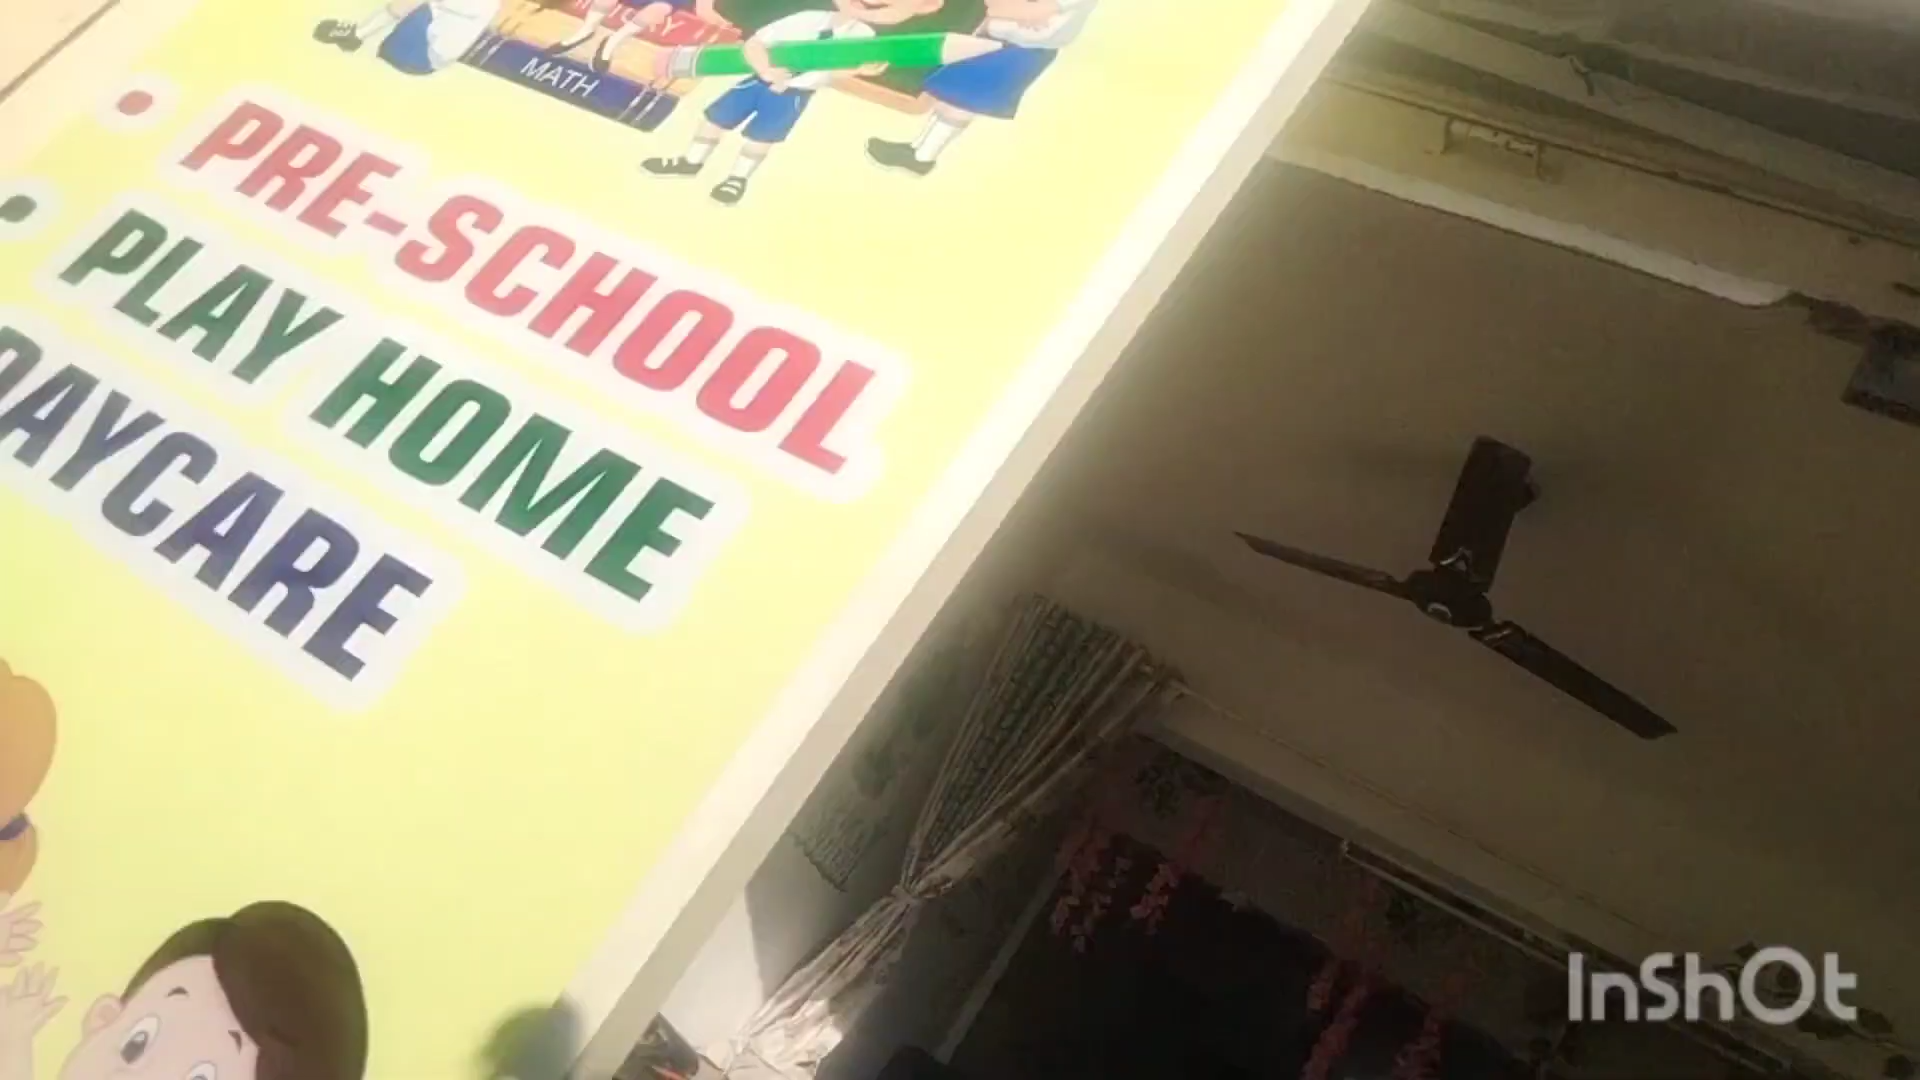 MATH
• PRE-SCHOOL
• PLAY HOME
DAYCARE
InShOt